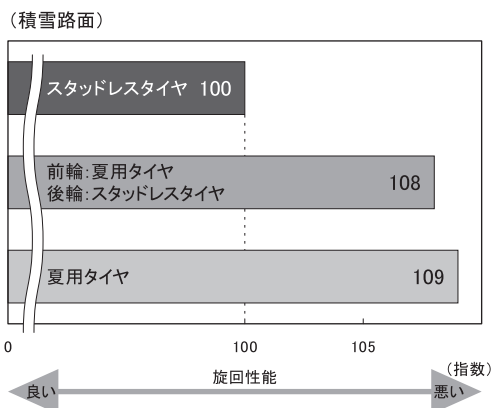 （積雪路面）
スタッドレスタイヤ 100
前輪：夏用タイヤ
後輪：スタッドレスタイヤ
108
夏用タイヤ 109
0 100 105
（指数）
良い 旋回性能 悪い